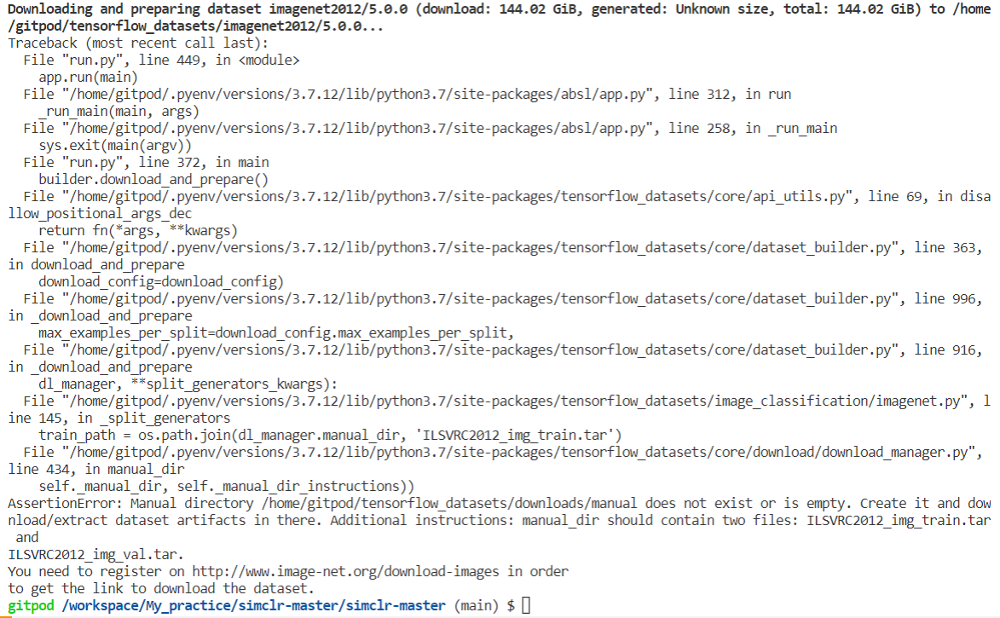 Downloading and preparing dataset imagenet2012/5.0.0 (download: 144.02 GiB, generated: Unknown size, total: 144.02 GiB) to /home
/gitpod/tensorflow_datasets/imagenet2012/5.0.0...
Traceback (most recent call last):
  File "run.py", line 449, in <module>
    app.run(main)
  File "/home/gitpod/.pyenv/versions/3.7.12/lib/python3.7/site-packages/absl/app.py", line 312, in run
    _run_main(main, args)
  File "/home/gitpod/.pyenv/versions/3.7.12/lib/python3.7/site-packages/absl/app.py", line 258, in _run_main
    sys.exit(main(argv))
  File "run.py", line 372, in main
    builder.download_and_prepare()
  File "/home/gitpod/.pyenv/versions/3.7.12/lib/python3.7/site-packages/tensorflow_datasets/core/api_utils.py", line 69, in disa
llow_positional_args_dec
    return fn(*args, **kwargs)
  File "/home/gitpod/.pyenv/versions/3.7.12/lib/python3.7/site-packages/tensorflow_datasets/core/dataset_builder.py", line 363,
in download_and_prepare
    download_config=download_config)
  File "/home/gitpod/.pyenv/versions/3.7.12/lib/python3.7/site-packages/tensorflow_datasets/core/dataset_builder.py", line 996,
in _download_and_prepare
    max_examples_per_split=download_config.max_examples_per_split,
  File "/home/gitpod/.pyenv/versions/3.7.12/lib/python3.7/site-packages/tensorflow_datasets/core/dataset_builder.py", line 916,
in _download_and_prepare
    dl_manager, **split_generators_kwargs):
  File "/home/gitpod/.pyenv/versions/3.7.12/lib/python3.7/site-packages/tensorflow_datasets/image_classification/imagenet.py", l
ine 145, in _split_generators
    train_path = os.path.join(dl_manager.manual_dir, 'ILSVRC2012_img_train.tar')
  File "/home/gitpod/.pyenv/versions/3.7.12/lib/python3.7/site-packages/tensorflow_datasets/core/download/download_manager.py",
line 434, in manual_dir
    self._manual_dir, self._manual_dir_instructions))
AssertionError: Manual directory /home/gitpod/tensorflow_datasets/downloads/manual does not exist or is empty. Create it and dow
nload/extract dataset artifacts in there. Additional instructions: manual_dir should contain two files: ILSVRC2012_img_train.tar
 and
ILSVRC2012_img_val.tar.
You need to register on http://www.image-net.org/download-images in order
to get the link to download the dataset.
gitpod /workspace/My_practice/simclr-master/simclr-master (main) $